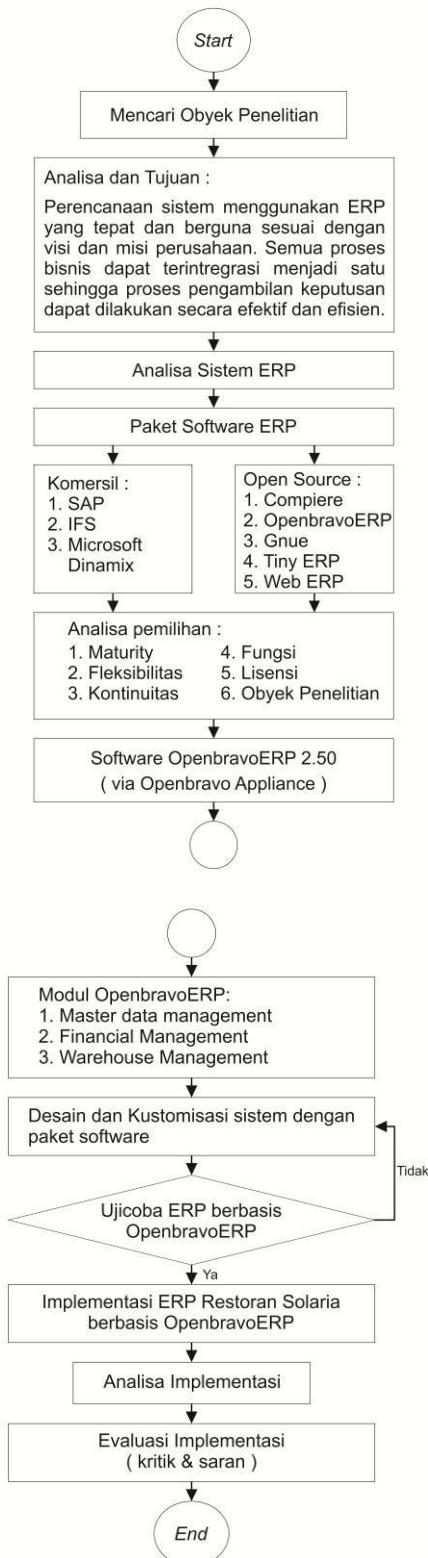 Start
Mencari Obyek Penelitian
Analisa dan Tujuan :
Perencanaan sistem menggunakan ERP
yang tepat dan berguna sesuai dengan
visi dan misi perusahaan. Semua proses
bisnis dapat terintregrasi menjadi satu
sehingga proses pengambilan keputusan
dapat dilakukan secara efektif dan efisien.
Analisa Sistem ERP
Paket Software ERP
Komersil :
1. SAP
2. IFS
3. Microsoft
Dinamix
Open Source :
1. Compiere
2. OpenbravoERP
3. Gnue
4. Tiny ERP
5. Web ERP
Analisa pemilihan :
1. Maturity
2. Fleksibilitas
3. Kontinuitas
4. Fungsi
5. Lisensi
6. Obyek Penelitian
Software OpenbravoERP 2.50
( via Openbravo Appliance )
Modul OpenbravoERP:
1. Master data management
2. Financial Management
3. Warehouse Management
Desain dan Kustomisasi sistem dengan
paket software
Tidak
Ujicoba ERP berbasis
OpenbravoERP
Ya
Implementasi ERP Restoran Solaria
berbasis OpenbravoERP
Analisa Implementasi
Evaluasi Implementasi
( kritik & saran )
End